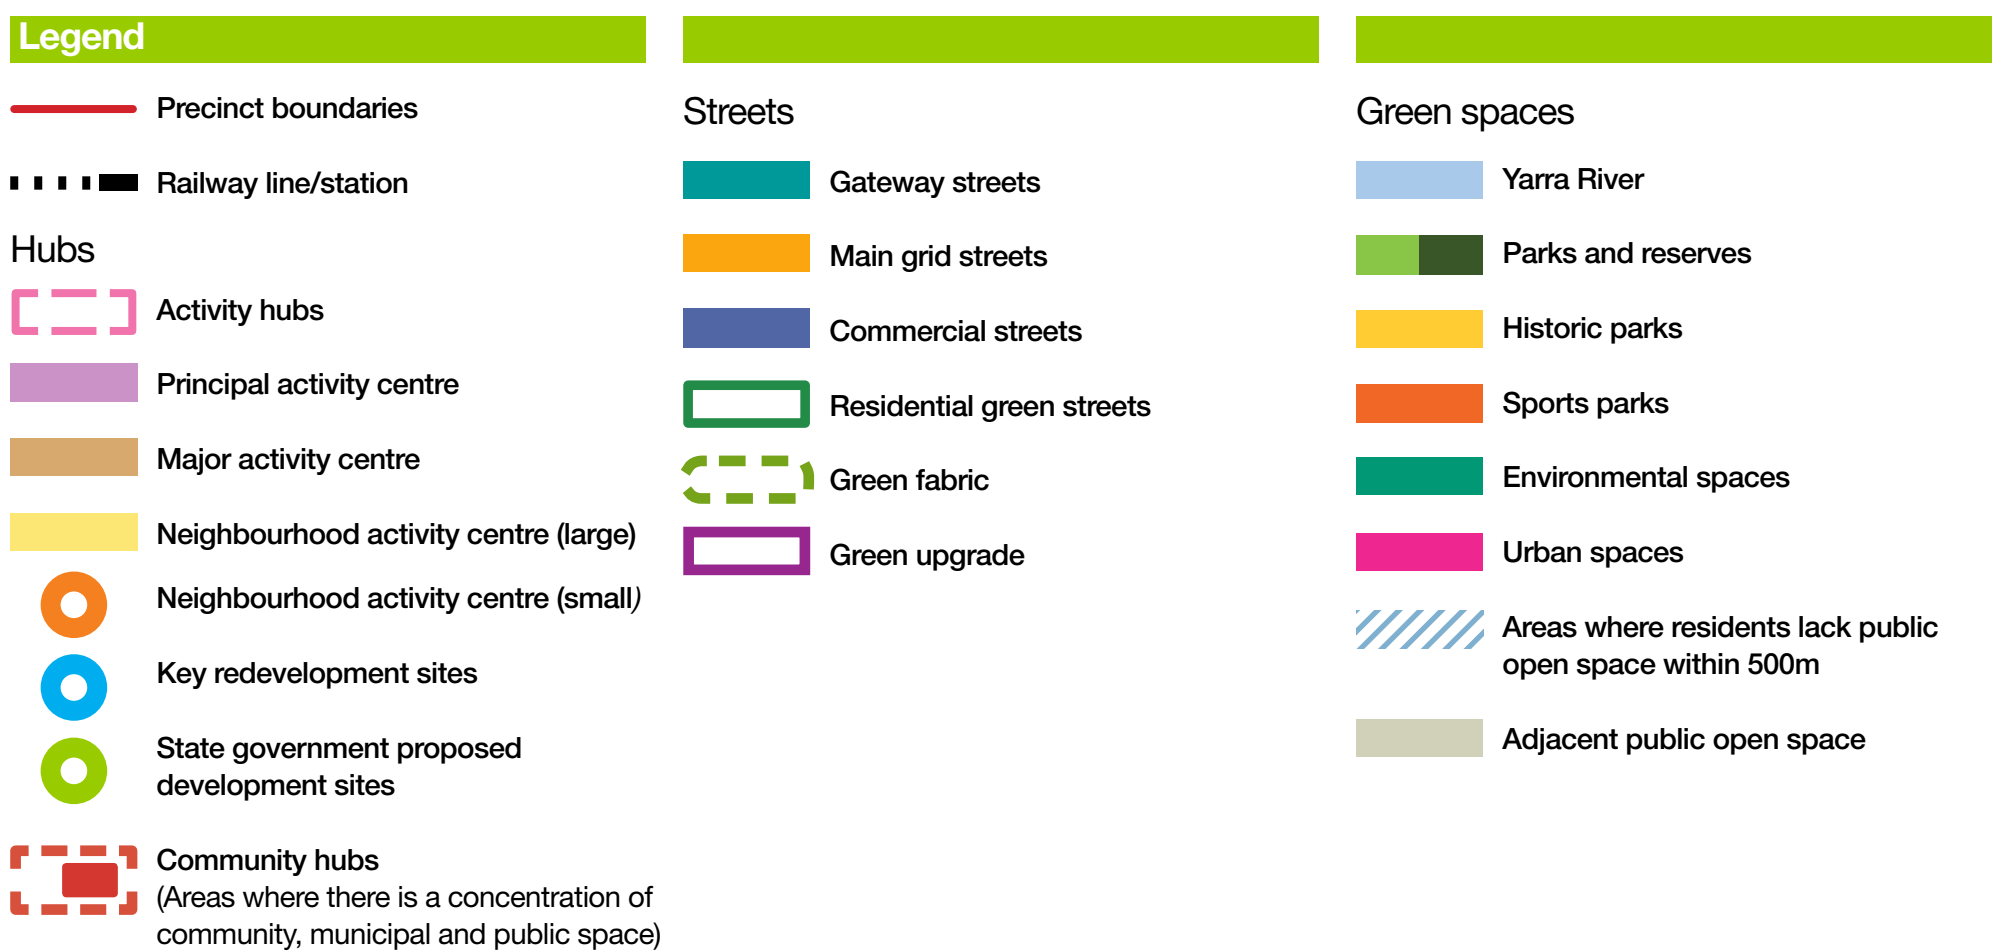 Legend
Precinct boundaries
Railway line/station
Hubs
Activity hubs
Principal activity centre
Major activity centre
Neighbourhood activity centre (large)
Neighbourhood activity centre (small)
Key redevelopment sites
State government proposed
development sites
Community hubs
(Areas where there is a concentration of
community, municipal and public space)
Streets
Gateway streets
Main grid streets
Commercial streets
Residential green streets
Green fabric
Green upgrade
Green spaces
Yarra River
Parks and reserves
Historic parks
Sports parks
Environmental spaces
Urban spaces
Areas where residents lack public
open space within 500m
Adjacent public open space